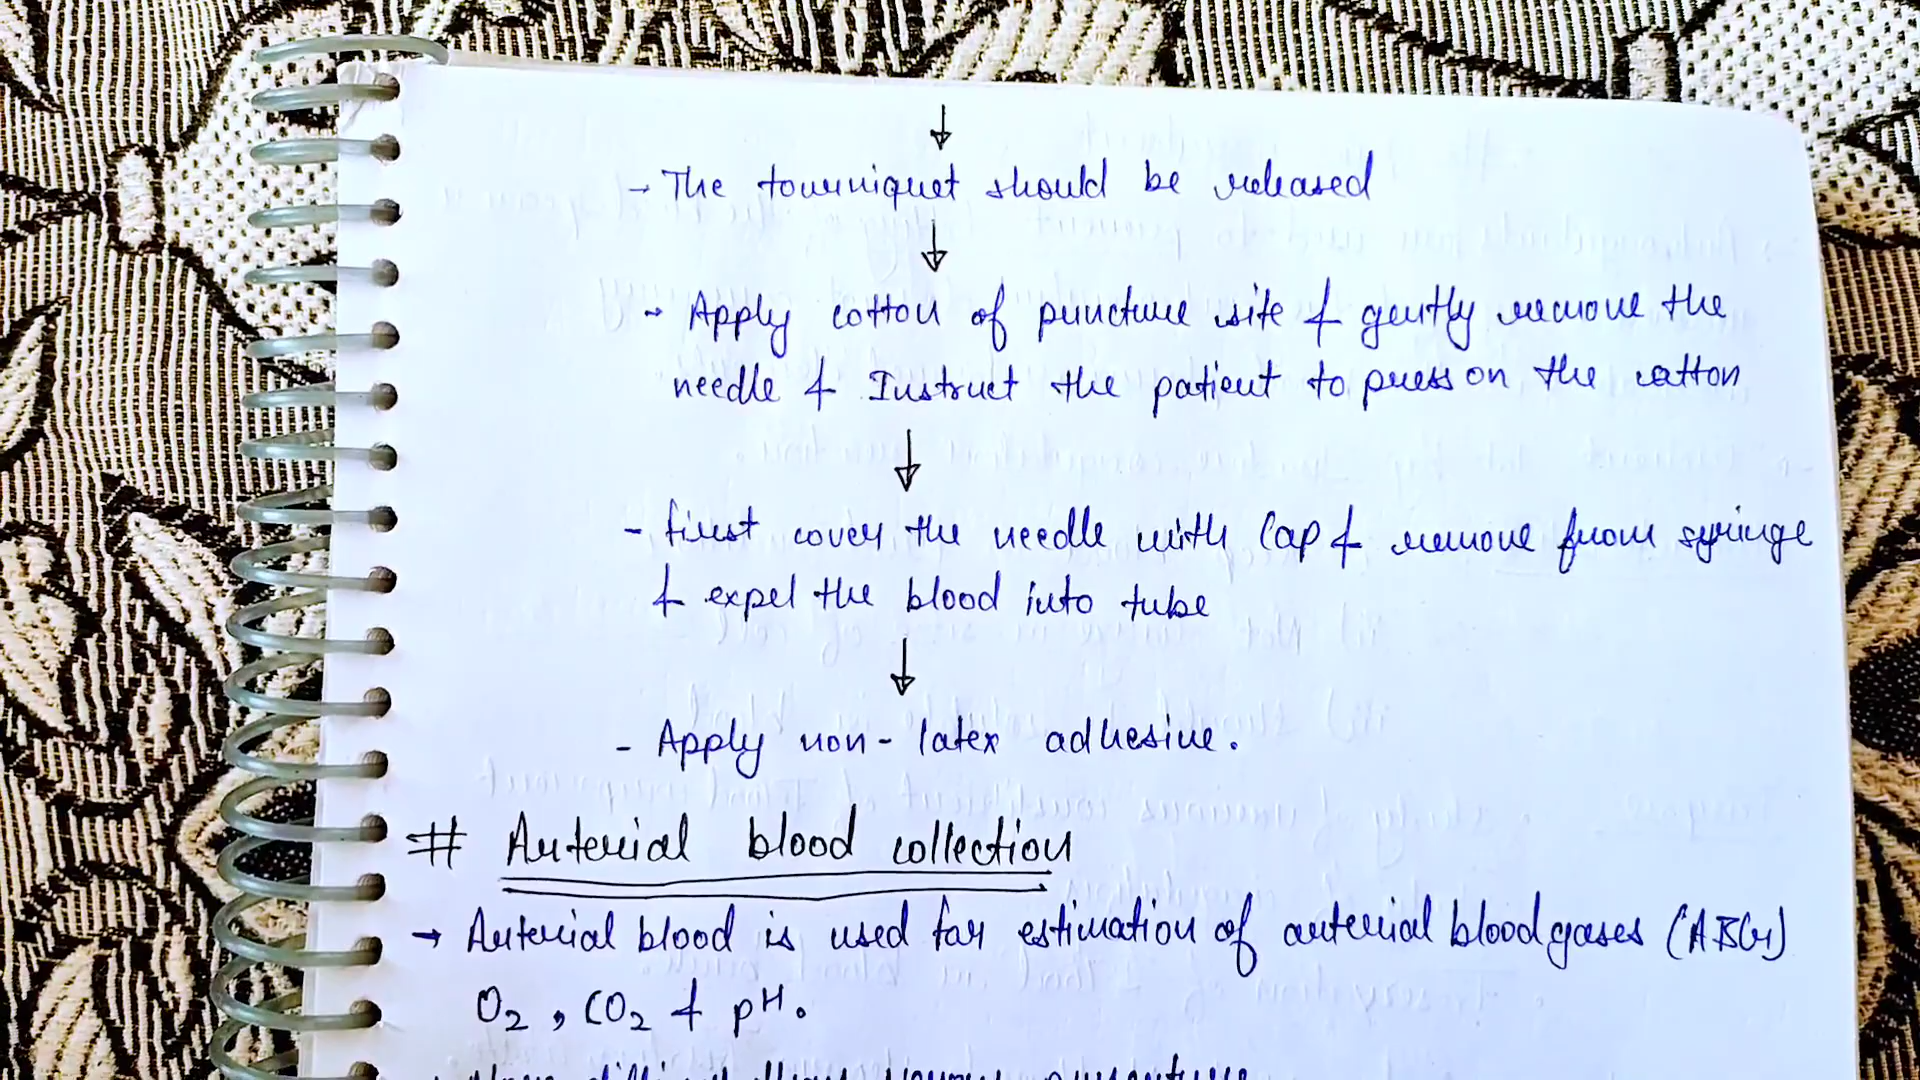 ↓
- The tourniquet should be released
↓
- Apply cotton of puncture site & gently remove the
needle & Instruct the patient to press on the cotton
↓
- first cover the needle with Cap & remove from syringe
& expel the blood into tube
↓
- Apply non-latex adhesive.
# Arterial blood collection
→ Arterial blood is used for estimation of arterial blood gases (ABG)
O₂, CO₂ & pH.